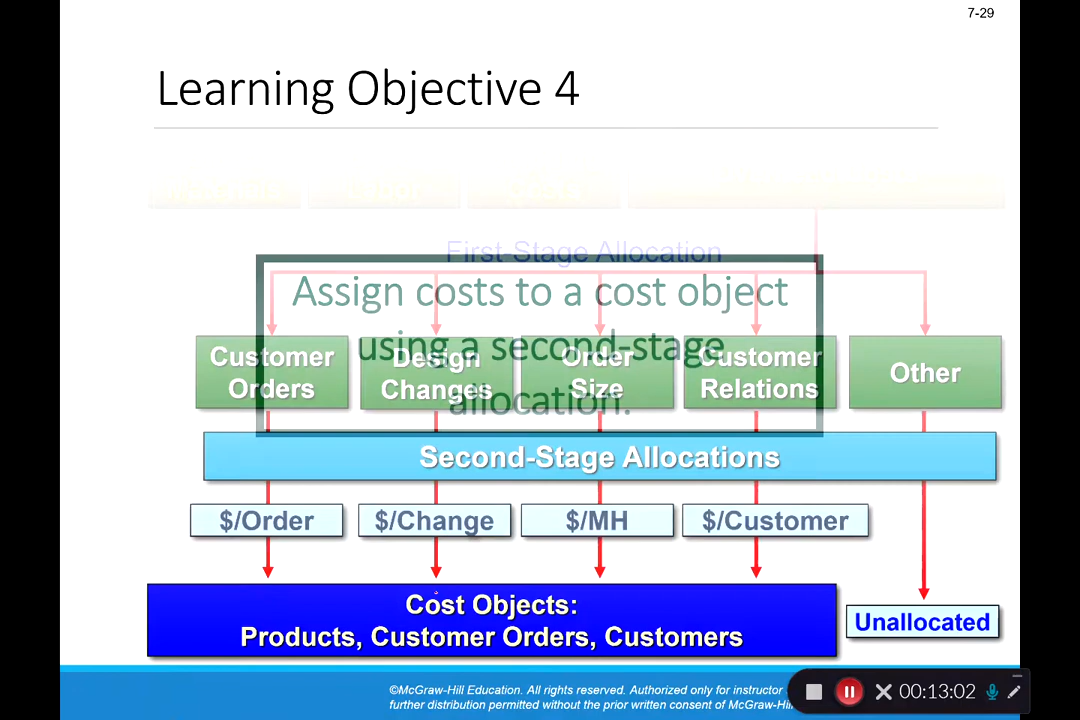 7-29
Learning Objective 4
First-Stage Allocation
Assign costs to a cost object
using a second-stage
allocation.
Customer
Orders
Design
Changes
Order
Size
Customer
Relations
Other
Second-Stage Allocations
$/Order
$/Change
$/MH
$/Customer
Cost Objects:
Products, Customer Orders, Customers
Unallocated
©McGraw-Hill Education. All rights reserved. Authorized only for instructor
further distribution permitted without the prior written consent of McGraw-Hil
00:13:02